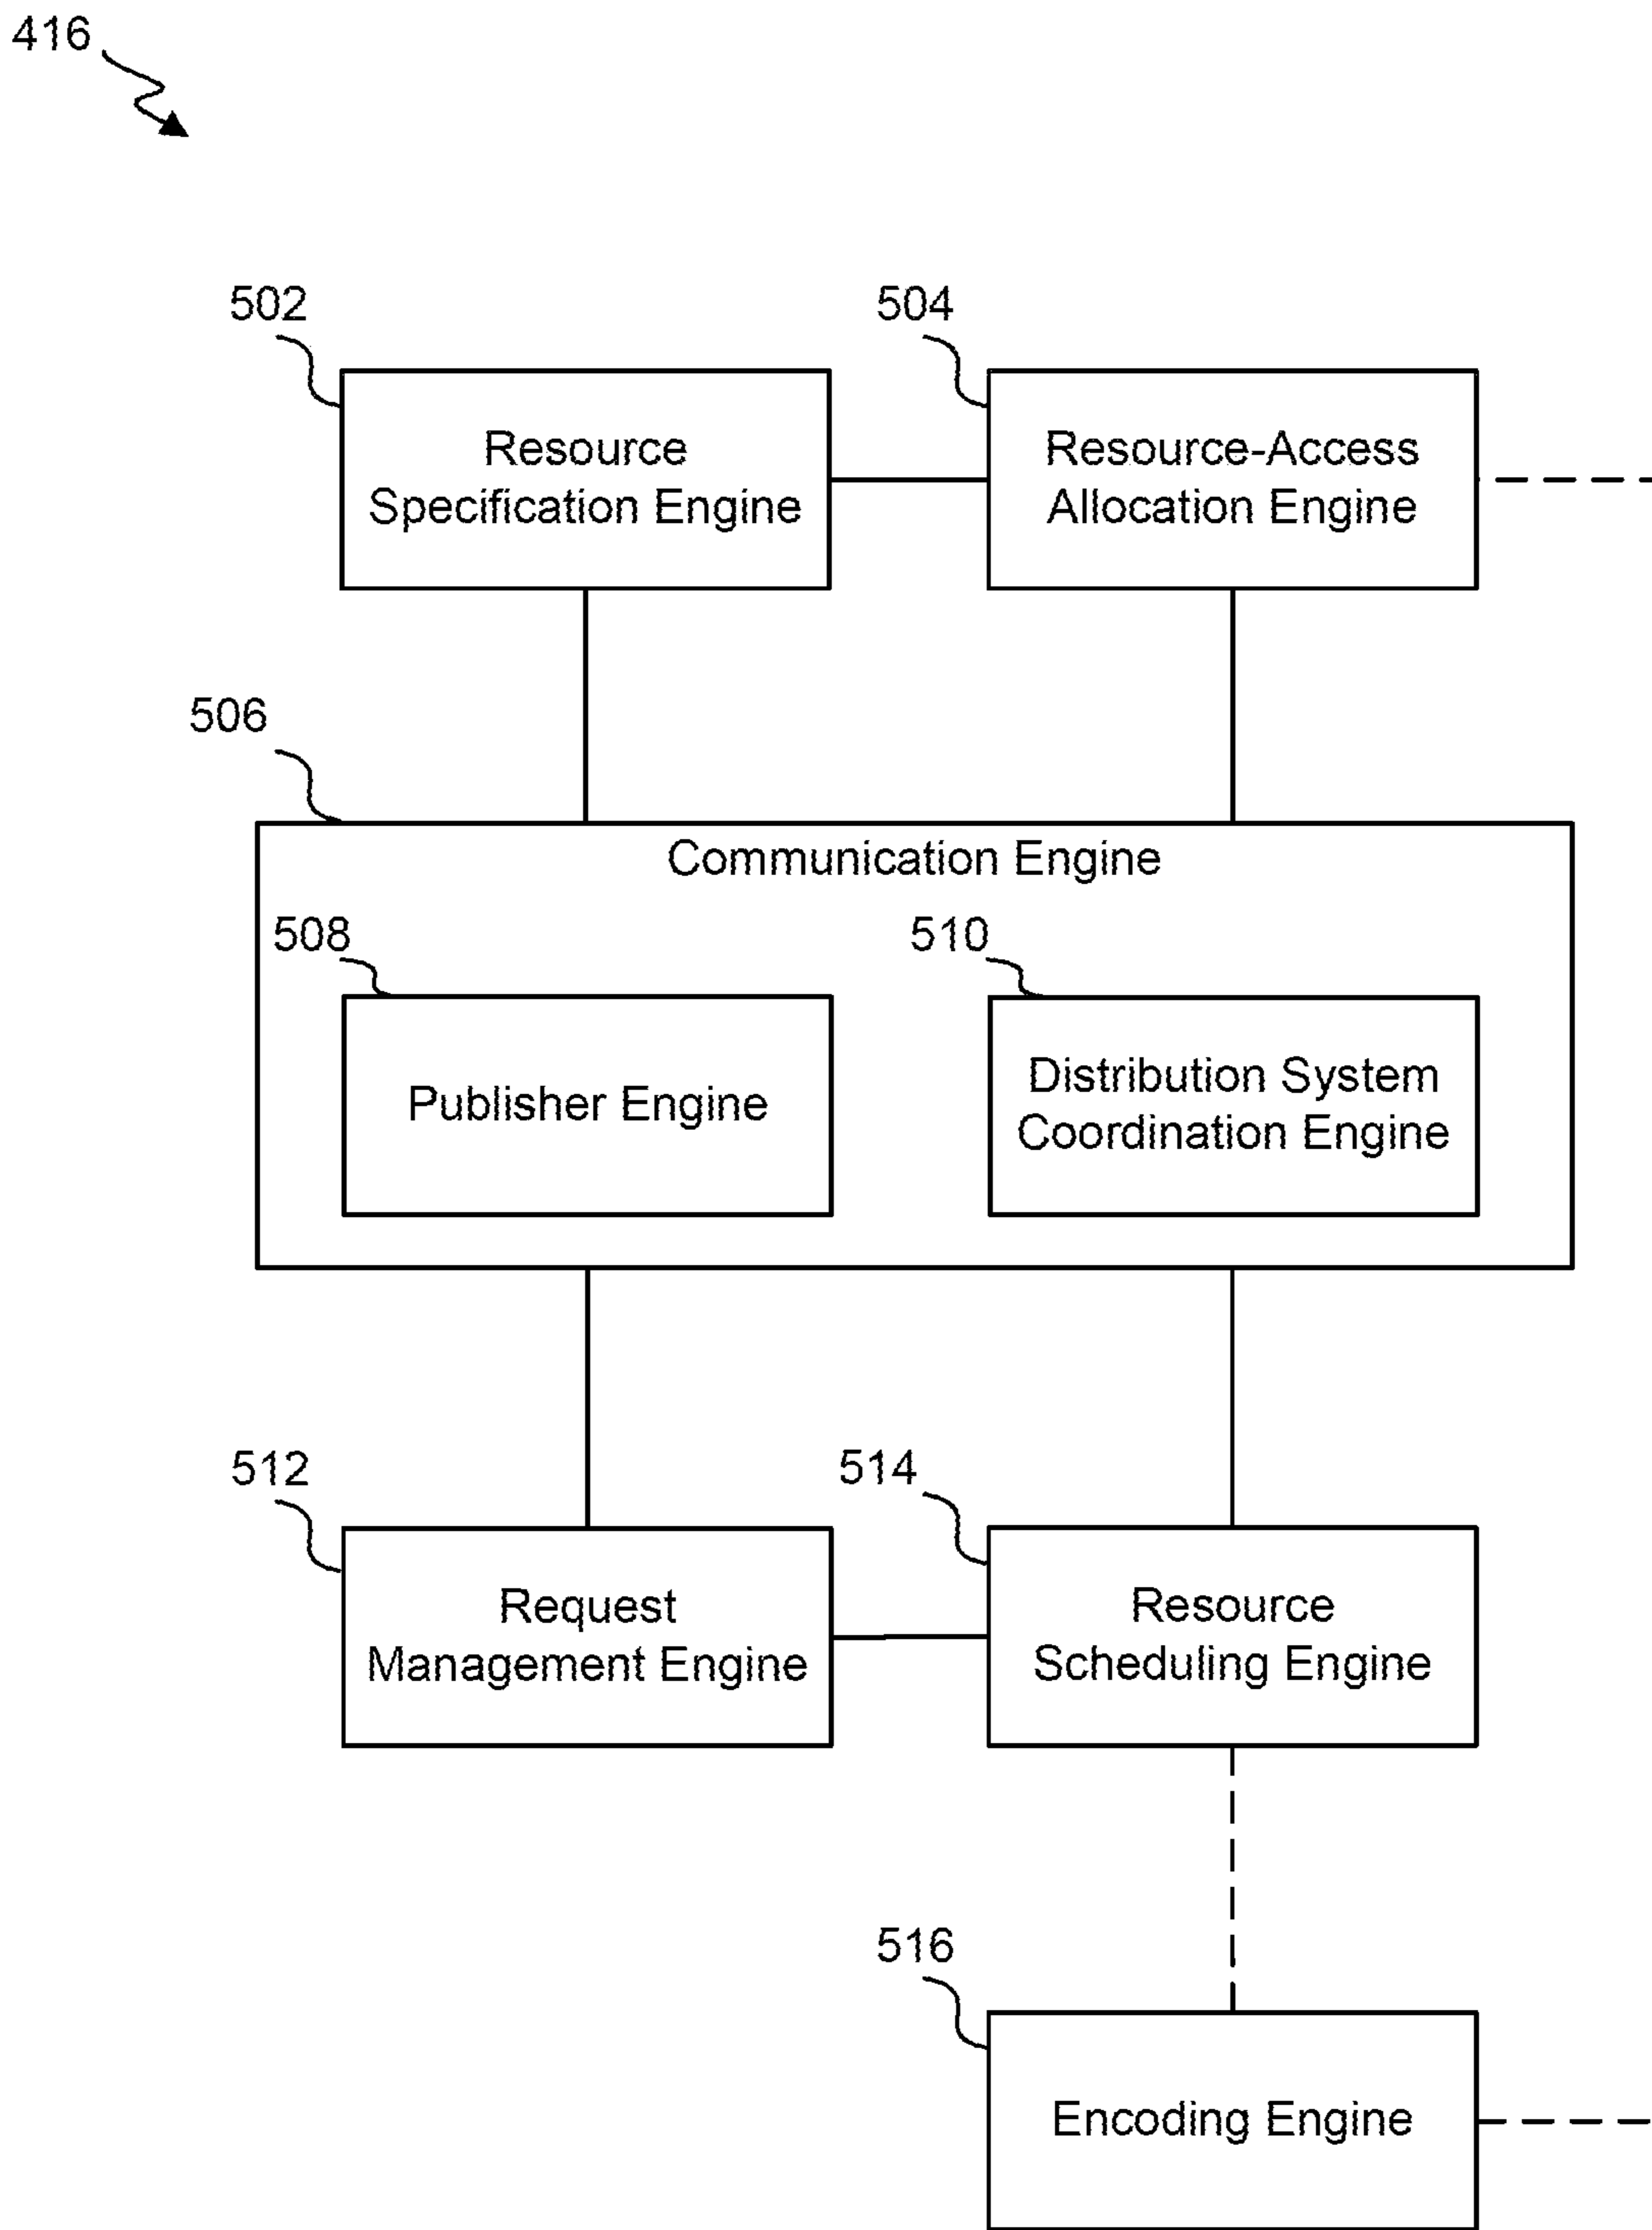 416
502
504
Resource
Specification Engine
Resource-Access
Allocation Engine
506
Communication Engine
508
510
Publisher Engine
Distribution System
Coordination Engine
512
514
Request
Management Engine
Resource
Scheduling Engine
516
Encoding Engine